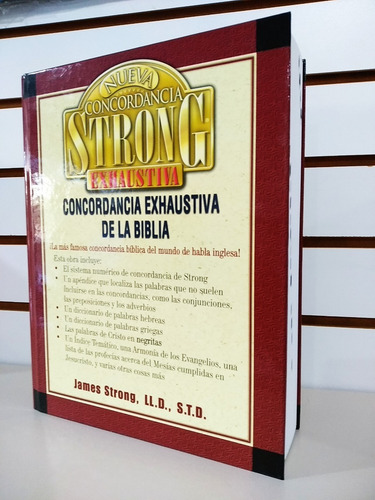 NUEVA
CONCORDANCIA
STRONG
EXHAUSTIVA
CONCORDANCIA EXHAUSTIVA
DE LA BIBLIA
¡La más famosa concordancia bíblica del mundo de habla inglesa!
Esta obra incluye:
• El sistema numérico de concordancia de Strong
• Un apéndice que localiza las palabras que no suelen
incluirse en las concordancias, como las conjunciones,
las preposiciones y los adverbios
• Un diccionario de palabras hebreas
• Un diccionario de palabras griegas
• Las palabras de Cristo en negritas
• Un Índice Temático, una Armonía de los Evangelios, una
lista de las profecías acerca del Mesías cumplidas en
Jesucristo, y varias otras cosas más
James Strong, LL.D., S.T.D.